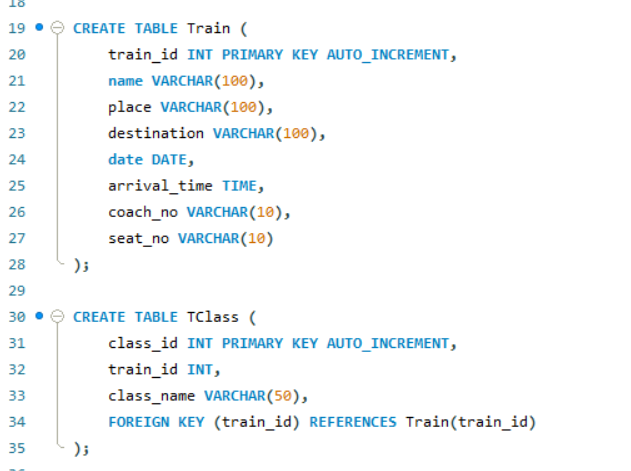 18
19 CREATE TABLE Train (
20 train_id INT PRIMARY KEY AUTO_INCREMENT,
21 name VARCHAR(100),
22 place VARCHAR(100),
23 destination VARCHAR(100),
24 date DATE,
25 arrival_time TIME,
26 coach_no VARCHAR(10),
27 seat_no VARCHAR(10)
28 );
29
30 CREATE TABLE TClass (
31 class_id INT PRIMARY KEY AUTO_INCREMENT,
32 train_id INT,
33 class_name VARCHAR(50),
34 FOREIGN KEY (train_id) REFERENCES Train(train_id)
35 );